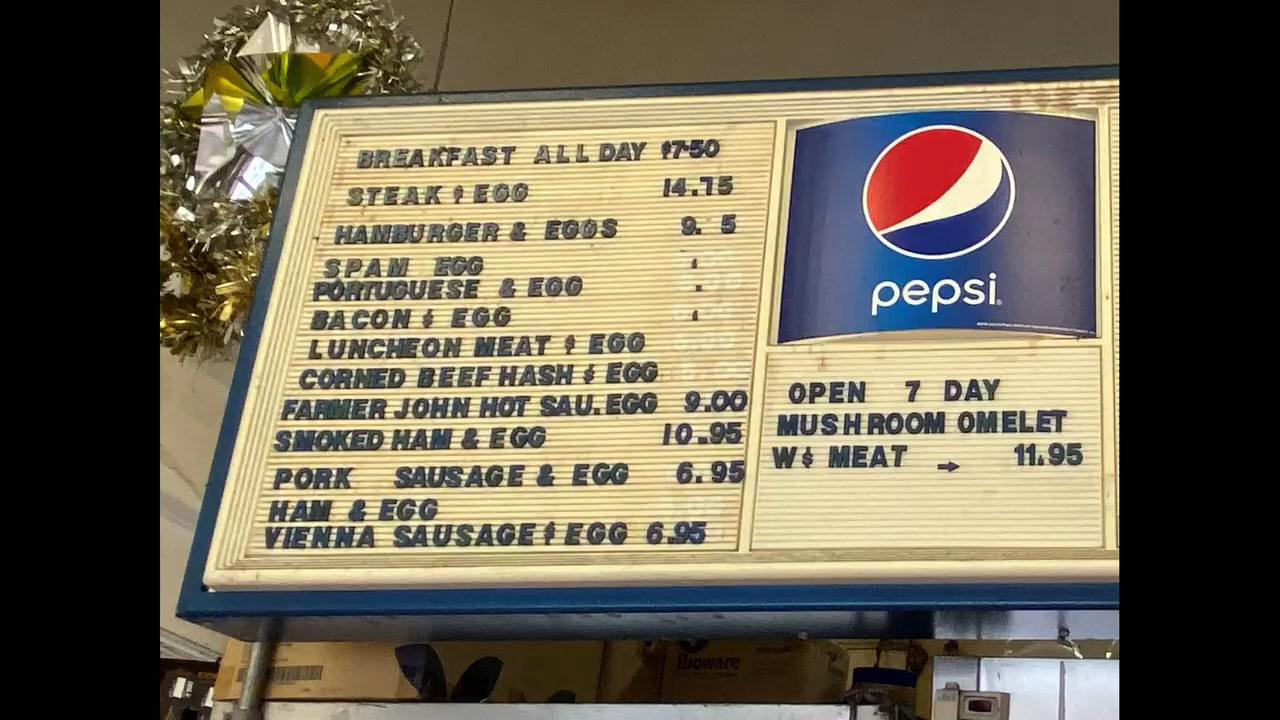 BREAKFAST ALL DAY $7.50
STEAK $ EGG 14.75
HAMBURGER & EGGS 9. 5
SPAM EGG
PORTUGUESE & EGG
BACON $ EGG
LUNCHEON MEAT $ EGG
CORNED BEEF HASH $ EGG
FARMER JOHN HOT SAU. EGG 9.00
SMOKED HAM & EGG 10.95
PORK SAUSAGE & EGG 6.95
HAM & EGG
VIENNA SAUSAGE $ EGG 6.95
pepsi
OPEN 7 DAY
MUSHROOM OMELET
W $ MEAT → 11.95
Bioware